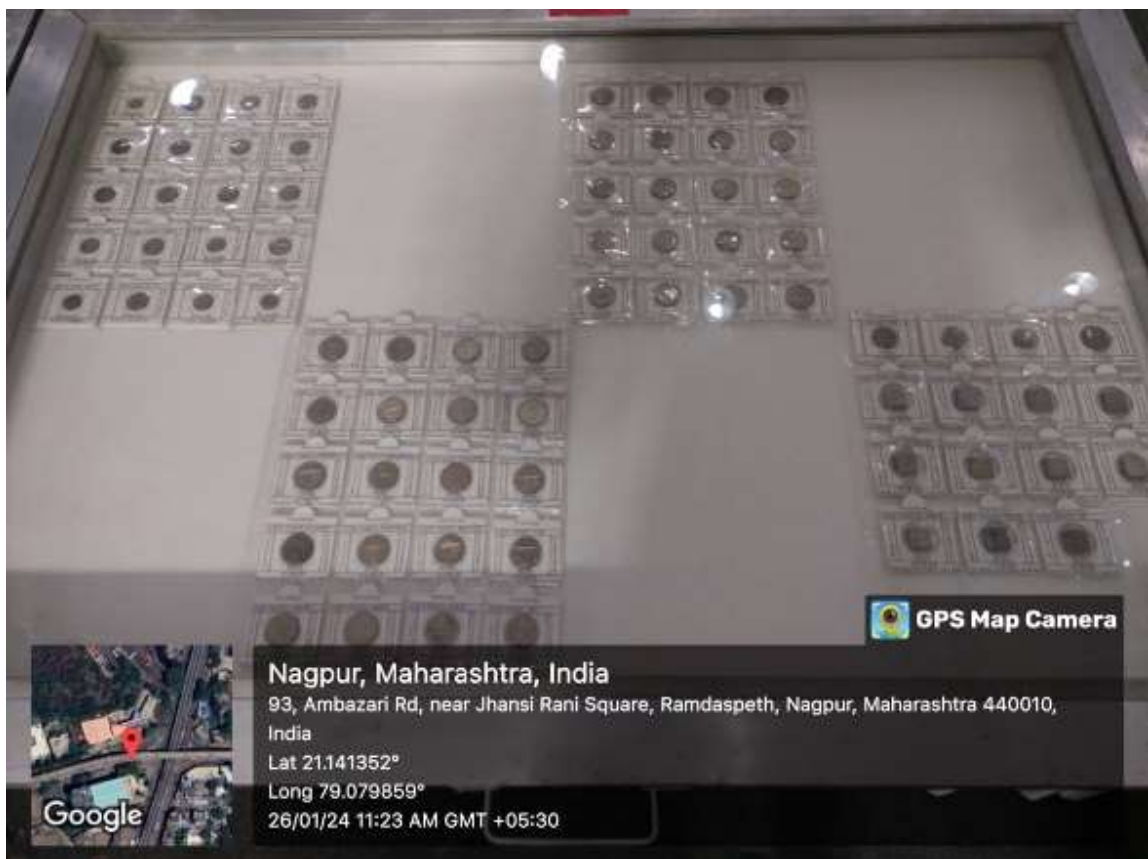 GPS Map Camera
Nagpur, Maharashtra, India
93, Ambazari Rd, near Jhansi Rani Square, Ramdaspeth, Nagpur, Maharashtra 440010,
India
Lat 21.141352°
Long 79.079859°
26/01/24 11:23 AM GMT +05:30
Google